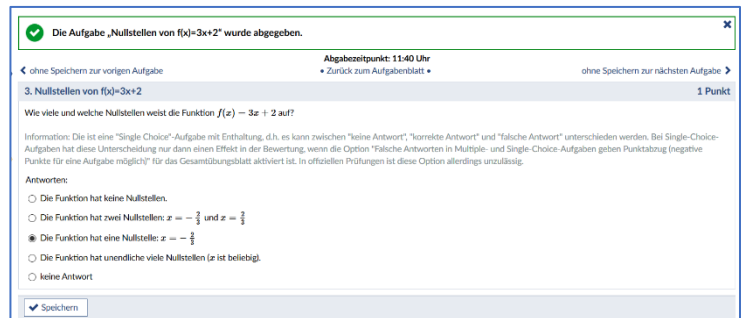 Die Aufgabe „Nullstellen von f(x)=3x+2“ wurde abgegeben.
Abgabezeitpunkt: 11:40 Uhr
ohne Speichern zur vorigen Aufgabe
• Zurück zum Aufgabenblatt •
ohne Speichern zur nächsten Aufgabe
3. Nullstellen von f(x)=3x+2
1 Punkt
Wie viele und welche Nullstellen weist die Funktion f(x) = 3x + 2 auf?
Information: Die ist eine "Single Choice"-Aufgabe mit Enthaltung, d.h. es kann zwischen "keine Antwort", "korrekte Antwort" und "falsche Antwort" unterschieden werden. Bei Single-Choice-
Aufgaben hat diese Unterscheidung nur dann einen Effekt in der Bewertung, wenn die Option "Falsche Antworten in Multiple- und Single-Choice-Aufgaben geben Punktabzug (negative
Punkte für eine Aufgabe möglich)" für das Gesamtübungsblatt aktiviert ist. In offiziellen Prüfungen ist diese Option allerdings unzulässig.
Antworten:
Die Funktion hat keine Nullstellen.
Die Funktion hat zwei Nullstellen: x = −2/3 und x = 2/3
Die Funktion hat eine Nullstelle: x = −2/3
Die Funktion hat unendliche viele Nullstellen (x ist beliebig).
keine Antwort
Speichern